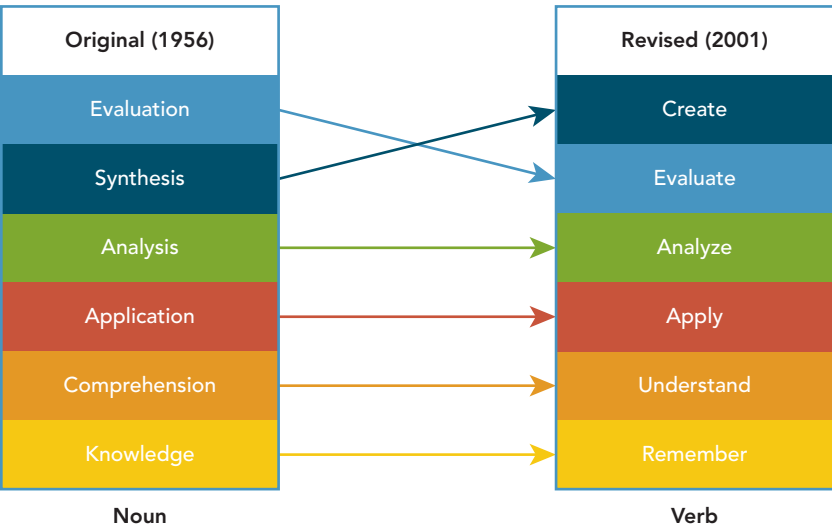 Original (1956)
Evaluation
Synthesis
Analysis
Application
Comprehension
Knowledge
Noun
Revised (2001)
Create
Evaluate
Analyze
Apply
Understand
Remember
Verb